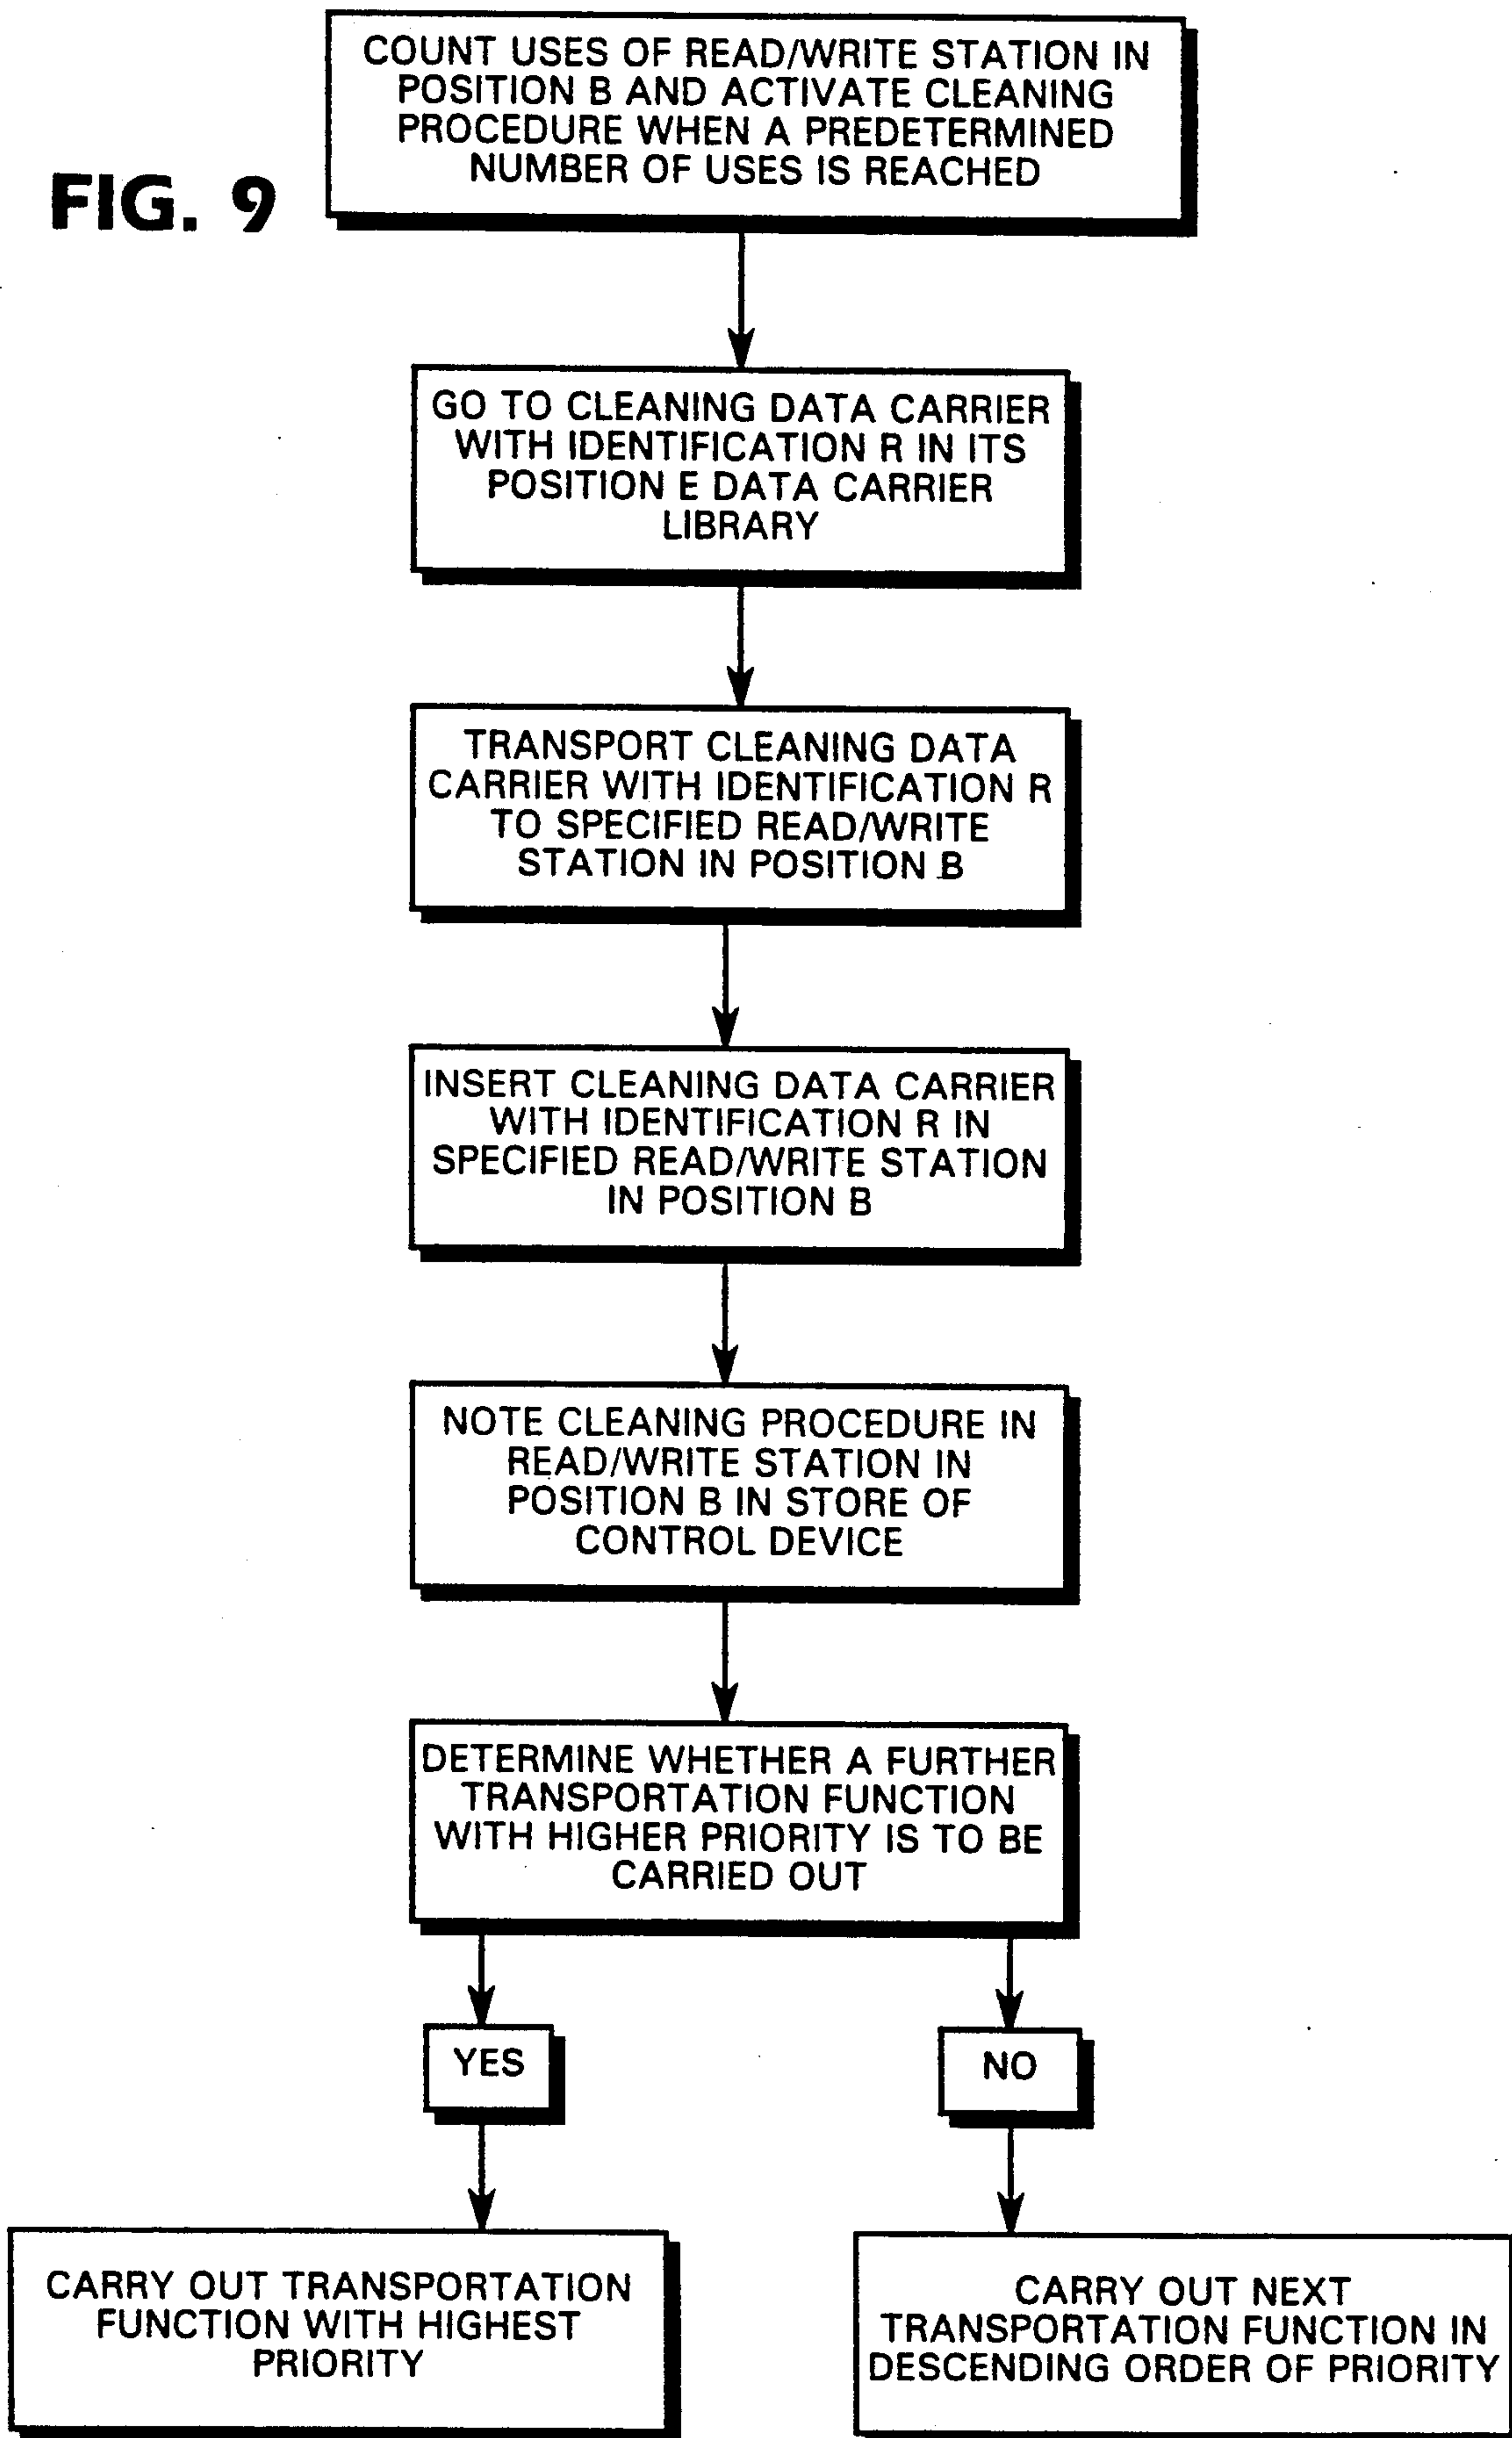 FIG. 9
COUNT USES OF READ/WRITE STATION IN
POSITION B AND ACTIVATE CLEANING
PROCEDURE WHEN A PREDETERMINED
NUMBER OF USES IS REACHED
GO TO CLEANING DATA CARRIER
WITH IDENTIFICATION R IN ITS
POSITION E DATA CARRIER
LIBRARY
TRANSPORT CLEANING DATA
CARRIER WITH IDENTIFICATION R
TO SPECIFIED READ/WRITE
STATION IN POSITION B
INSERT CLEANING DATA CARRIER
WITH IDENTIFICATION R IN
SPECIFIED READ/WRITE STATION
IN POSITION B
NOTE CLEANING PROCEDURE IN
READ/WRITE STATION IN
POSITION B IN STORE OF
CONTROL DEVICE
DETERMINE WHETHER A FURTHER
TRANSPORTATION FUNCTION
WITH HIGHER PRIORITY IS TO BE
CARRIED OUT
YES
NO
CARRY OUT TRANSPORTATION
FUNCTION WITH HIGHEST
PRIORITY
CARRY OUT NEXT
TRANSPORTATION FUNCTION IN
DESCENDING ORDER OF PRIORITY